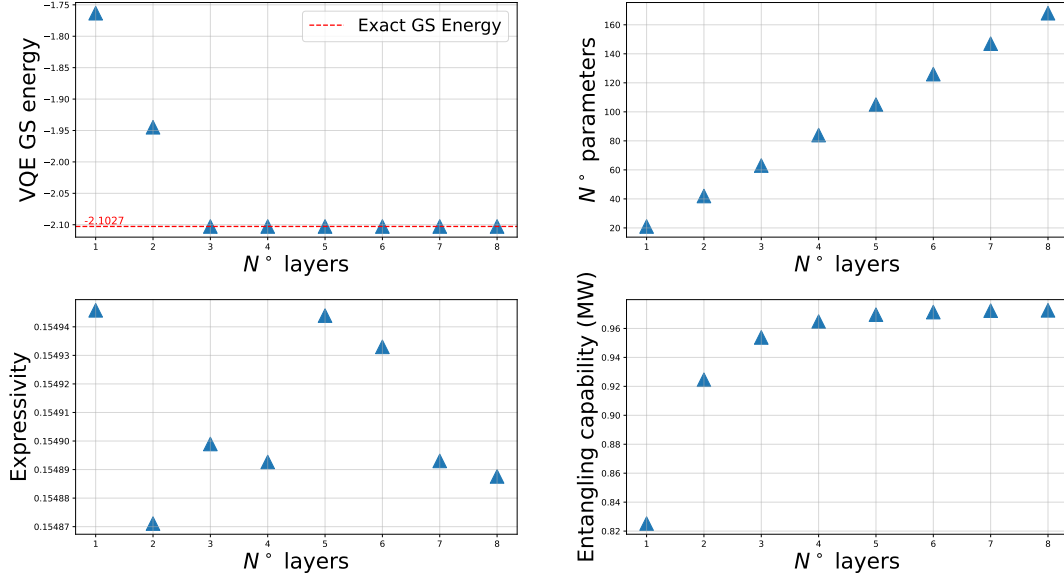 VQE GS energy
−1.75
−1.80
−1.85
−1.90
−1.95
−2.00
−2.05
−2.10
-2.1027
Exact GS Energy
1 2 3 4 5 6 7 8
N° layers
N° parameters
160
140
120
100
80
60
40
20
1 2 3 4 5 6 7 8
N° layers
Expressivity
0.15494
0.15493
0.15492
0.15491
0.15490
0.15489
0.15488
0.15487
1 2 3 4 5 6 7 8
N° layers
Entangling capability (MW)
0.96
0.94
0.92
0.90
0.88
0.86
0.84
0.82
1 2 3 4 5 6 7 8
N° layers